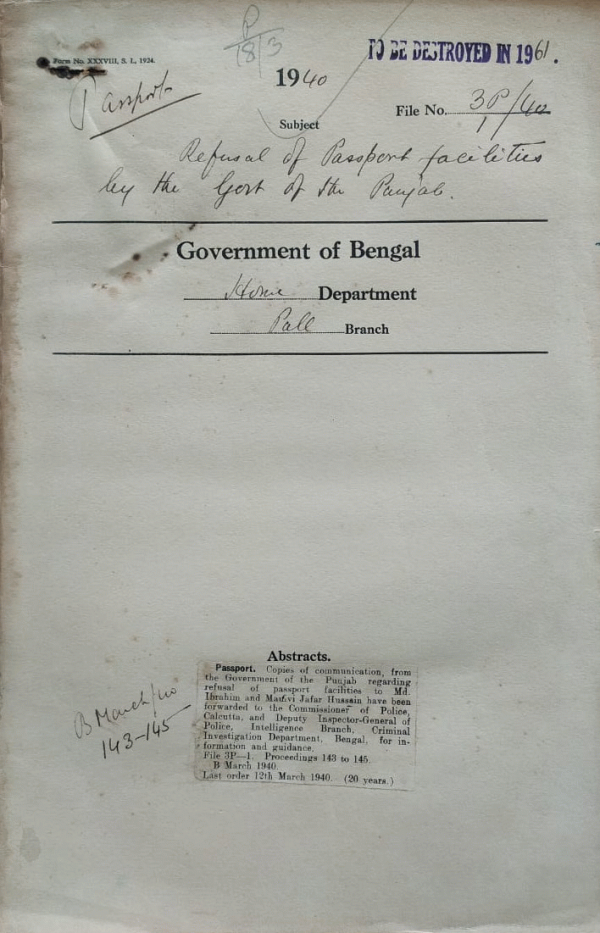 P
18/3
TO BE DESTROYED IN 1961.
Form No. XXXVIII, S. I., 1924.
1940
Passport
File No. 3P/40
1
Subject
Refusal of Passport facilities
by the Govt of the Punjab.
Government of Bengal
Home Department
Poll Branch
Abstracts.
Passport. Copies of communication, from
the Government of the Punjab regarding
refusal of passport facilities to Md.
Ibrahim and Maulvi Jafar Hussain have been
forwarded to the Commissioner of Police,
Calcutta, and Deputy Inspector-General of
Police, Intelligence Branch, Criminal
Investigation Department, Bengal, for in-
formation and guidance.
File 3P—1. Proceedings 143 to 145.
B March 1940.
Last order 12th March 1940. (20 years.)
B March/40
143-145